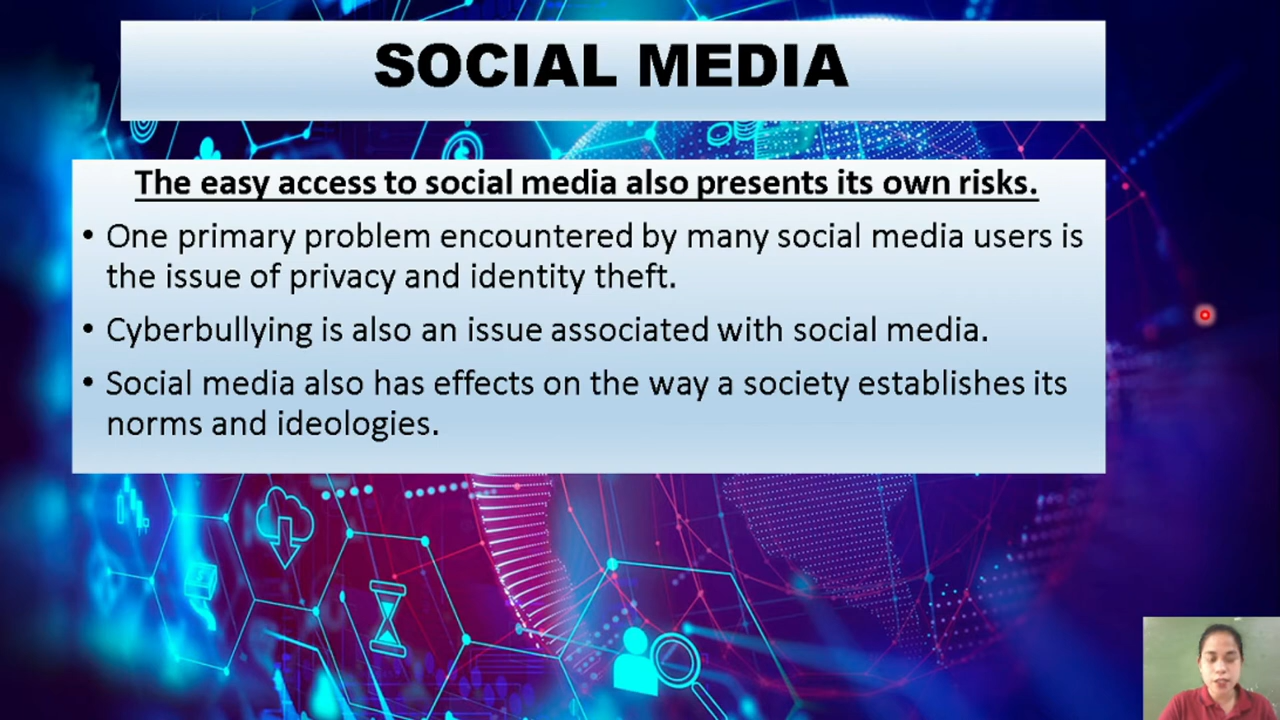 SOCIAL MEDIA
The easy access to social media also presents its own risks.
• One primary problem encountered by many social media users is
the issue of privacy and identity theft.
• Cyberbullying is also an issue associated with social media.
• Social media also has effects on the way a society establishes its
norms and ideologies.